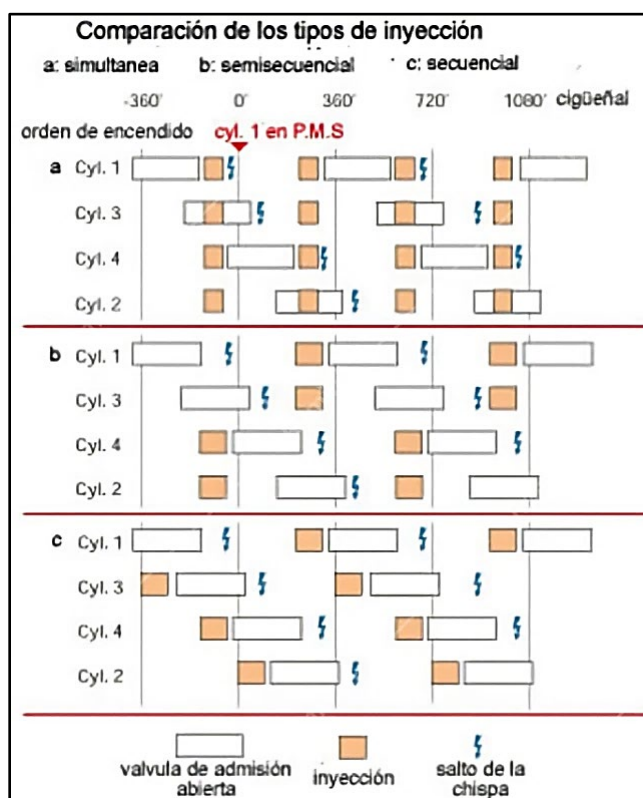 Comparación de los tipos de inyección
a: simultanea b: semisecuencial c: secuencial
-360° 0° 360° 720° 1080° cigüeñal
orden de encendido cyl. 1 en P.M.S
a Cyl. 1
Cyl. 3
Cyl. 4
Cyl. 2
b Cyl. 1
Cyl. 3
Cyl. 4
Cyl. 2
c Cyl. 1
Cyl. 3
Cyl. 4
Cyl. 2
valvula de admisión abierta
inyección
salto de la chispa